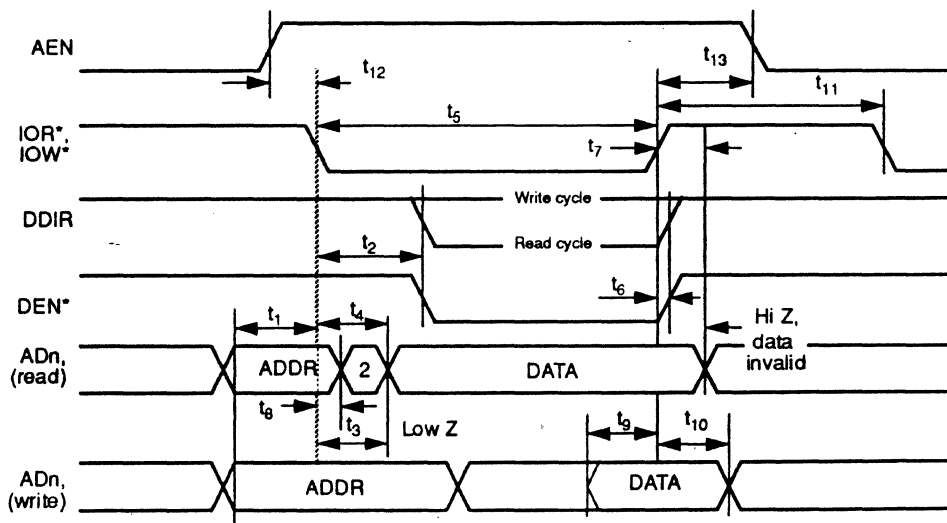 AEN
t12
t13
t11
IOR*,
IOW*
t5
t7
DDIR
Write cycle
Read cycle
t2
DEN*
t6
t1
t4
Hi Z,
data
invalid
ADn,
(read)
ADDR
2
DATA
t8
t3
Low Z
t9
t10
ADn,
(write)
ADDR
DATA